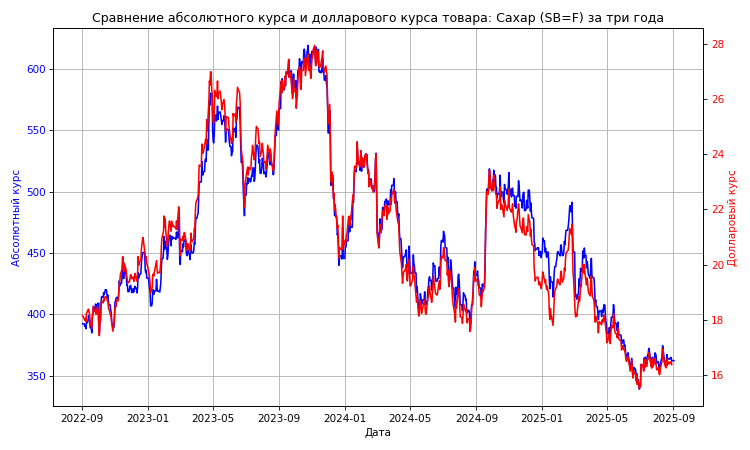 Сравнение абсолютного курса и долларового курса товара: Сахар (SB=F) за три года
Абсолютный курс
600
550
500
450
400
350
Долларовый курс
28
26
24
22
20
18
16
2022-09 2023-01 2023-05 2023-09 2024-01 2024-05 2024-09 2025-01 2025-05 2025-09
Дата